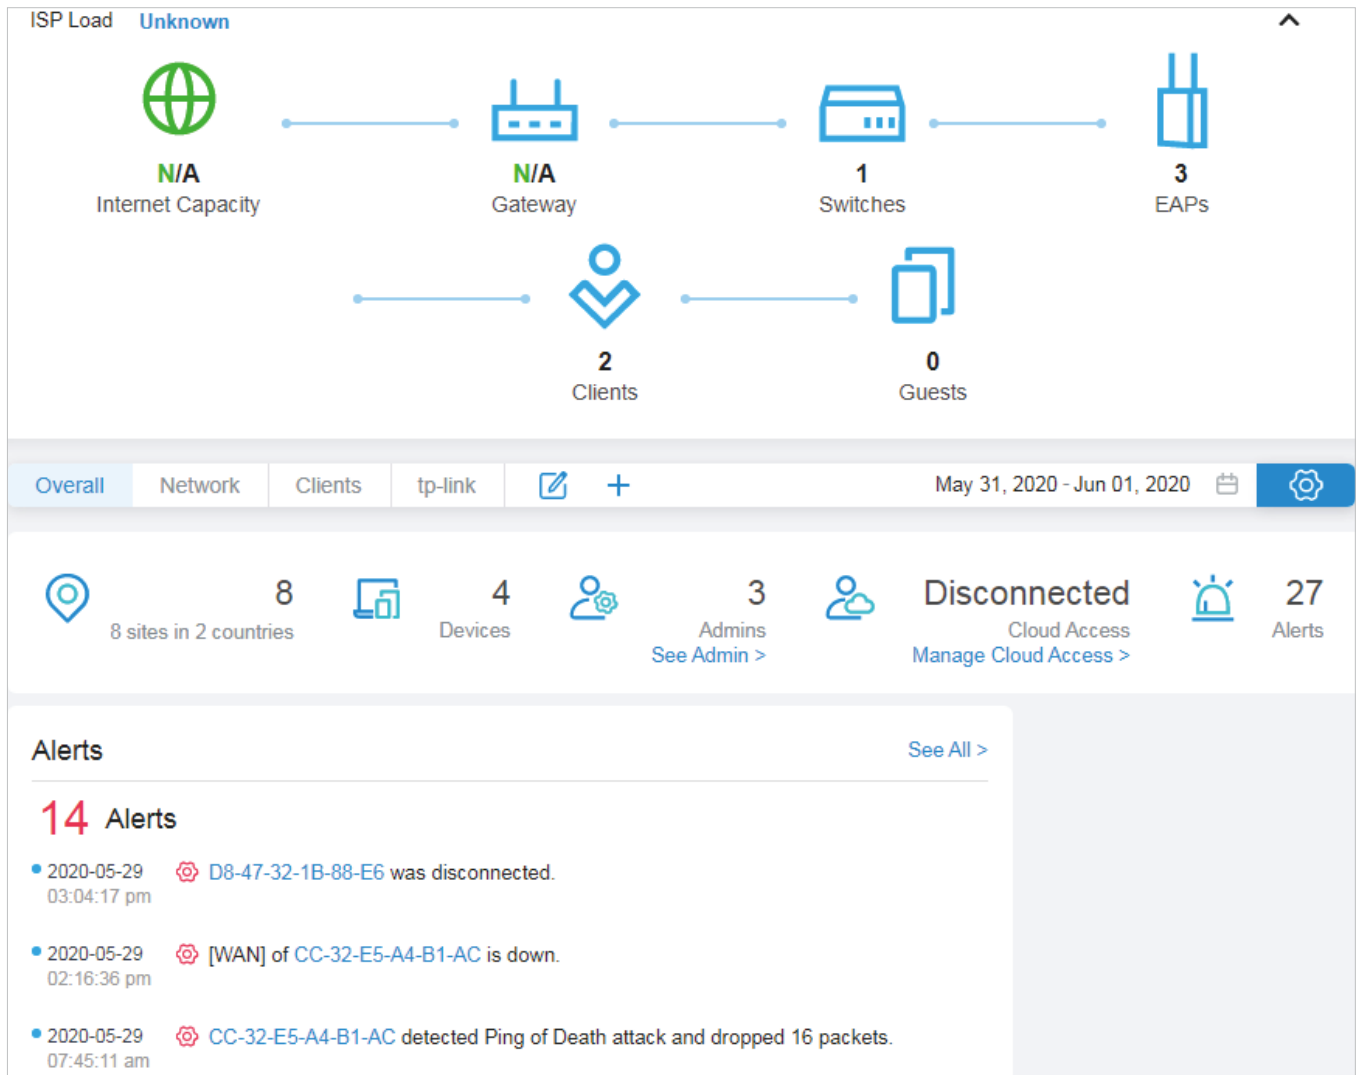 ISP Load Unknown
N/A N/A 1 3
Internet Capacity Gateway Switches EAPs
2 0
Clients Guests
Overall Network Clients tp-link May 31, 2020 - Jun 01, 2020
8 4 3 Disconnected 27
8 sites in 2 countries Devices Admins Cloud Access Alerts
See Admin > Manage Cloud Access >
Alerts See All >
14 Alerts
2020-05-29 D8-47-32-1B-88-E6 was disconnected.
03:04:17 pm
2020-05-29 [WAN] of CC-32-E5-A4-B1-AC is down.
02:16:36 pm
2020-05-29 CC-32-E5-A4-B1-AC detected Ping of Death attack and dropped 16 packets.
07:45:11 am